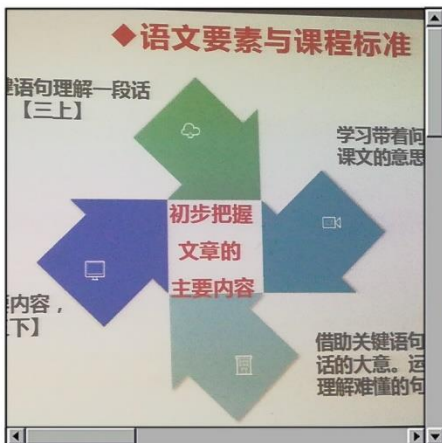 ◆语文要素与课程标准
键语句理解一段话
【三上】
学习带着问
课文的意思
初步把握
文章的
主要内容
要内容，
下】
借助关键语句
话的大意。运
理解难懂的句